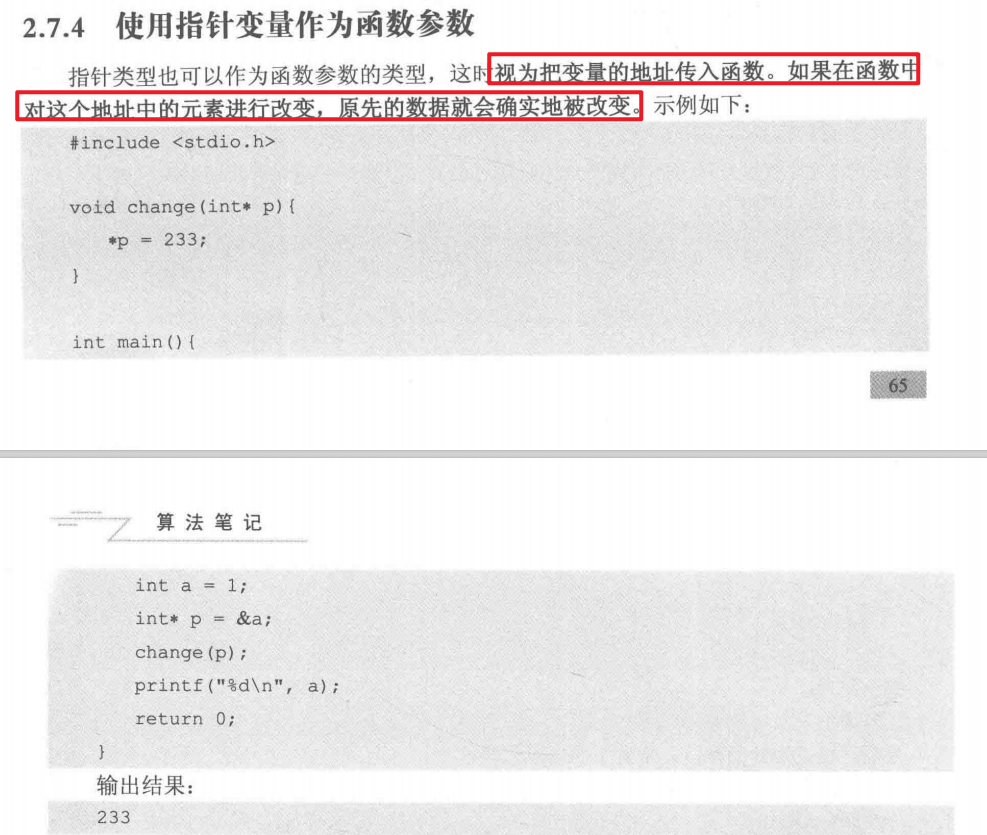 2.7.4 使用指针变量作为函数参数
指针类型也可以作为函数参数的类型，这时视为把变量的地址传入函数。如果在函数中
对这个地址中的元素进行改变，原先的数据就会确实地被改变。示例如下：
#include <stdio.h>
void change(int* p){
*p = 233;
}
int main(){
65
算法笔记
int a = 1;
int* p = &a;
change(p);
printf("%d\n", a);
return 0;
}
输出结果：
233